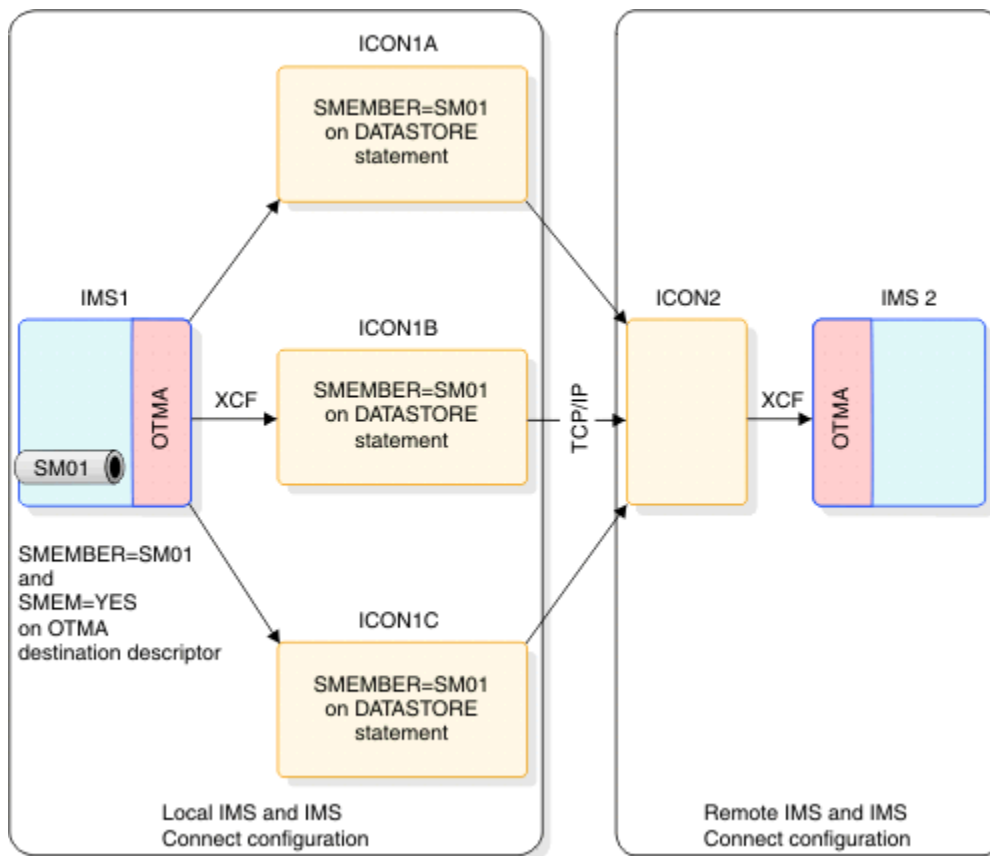 ICON1A
SMEMBER=SM01
on DATASTORE
statement
IMS1
OTMA
SM01
XCF
ICON1B
SMEMBER=SM01
on DATASTORE
statement
TCP/IP
ICON2
XCF
IMS 2
OTMA
SMEMBER=SM01
and
SMEM=YES
on OTMA
destination descriptor
ICON1C
SMEMBER=SM01
on DATASTORE
statement
Local IMS and IMS
Connect configuration
Remote IMS and IMS
Connect configuration